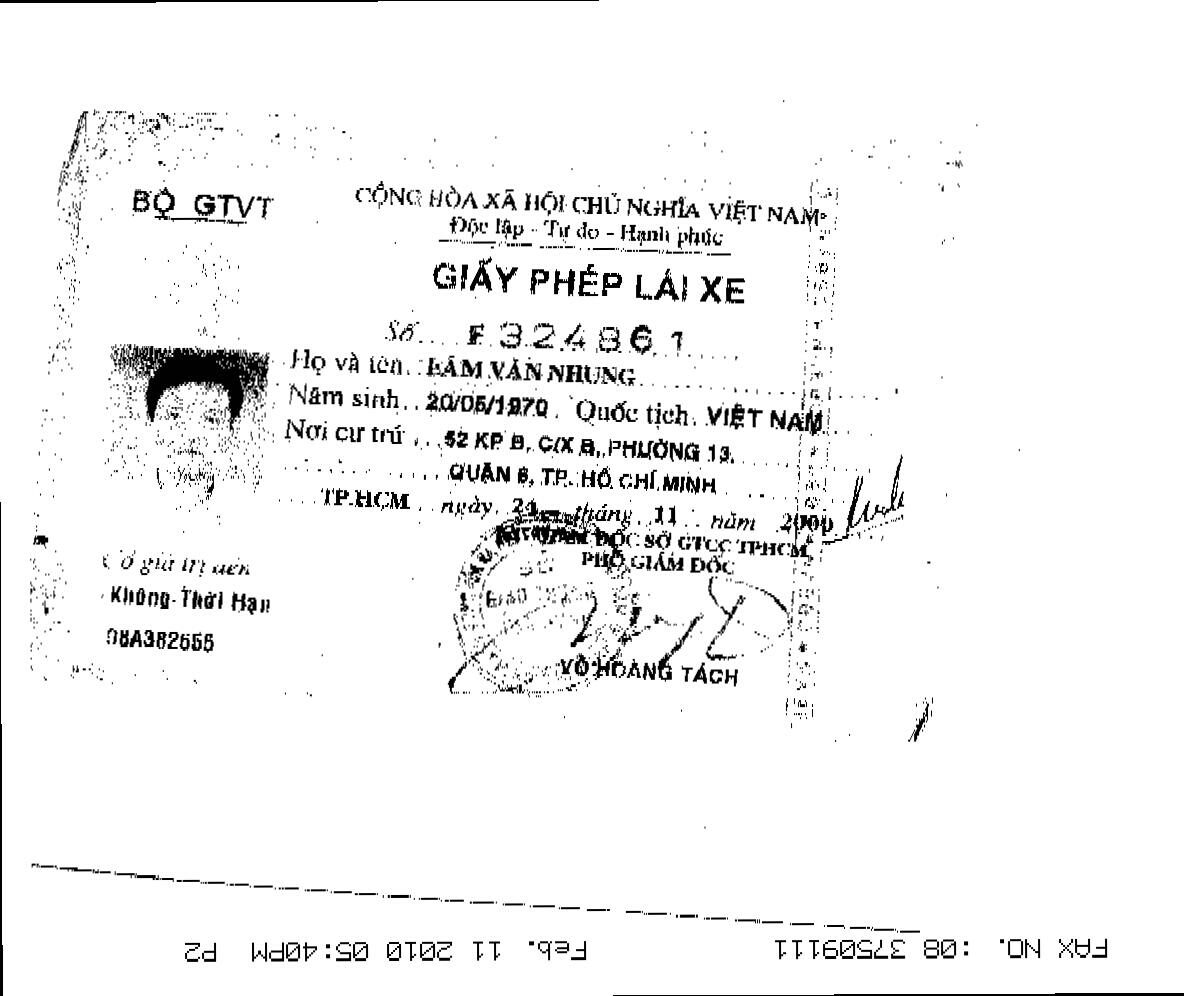 BỘ GTVT
CỘNG HÒA XÃ HỘI CHỦ NGHĨA VIỆT NAM
Độc lập - Tự do - Hạnh phúc
GIẤY PHÉP LÁI XE
Số F 324861
Họ và tên LÂM VĂN NHUNG
Năm sinh 20/05/1970 Quốc tịch VIỆT NAM
Nơi cư trú 52 KP B, C/X B, PHƯỜNG 13,
QUẬN 6, TP. HỒ CHÍ MINH
TP.HCM ngày 24 tháng 11 năm 2000
GIÁM ĐỐC SỞ GTCC TPHCM
PHÓ GIÁM ĐỐC
Có giá trị đến
Không Thời Hạn
08A382555
VÕ HOÀNG TÁCH
FAX NO. :08 37509111 Feb. 11 2010 05:40PM P2